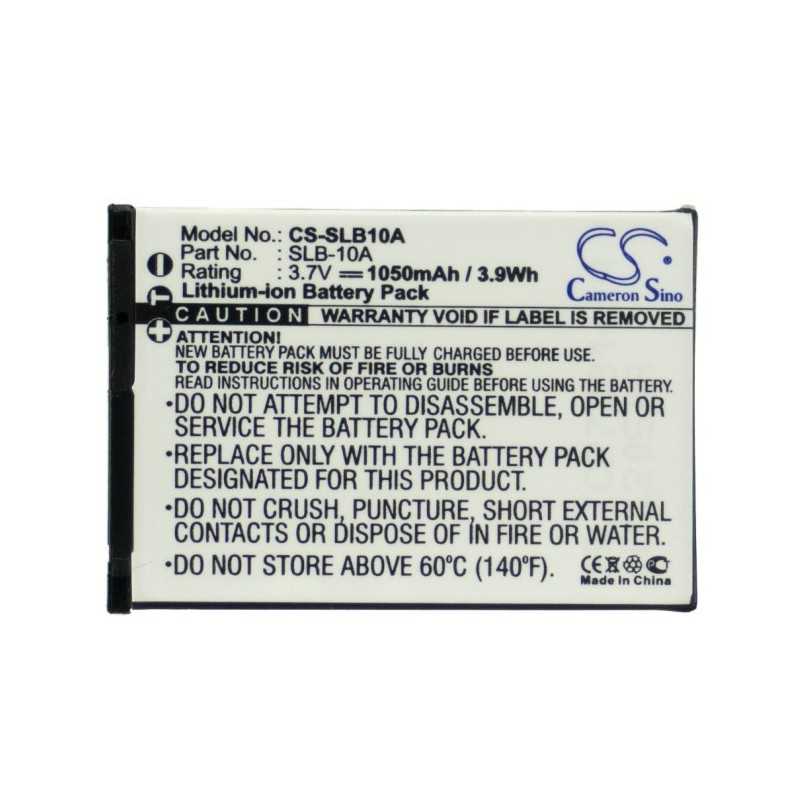 Model No.: CS-SLB10A
Part No. : SLB-10A
Rating : 3.7V 1050mAh / 3.9Wh
Lithium-ion Battery Pack
CS
Cameron Sino
- T +
CAUTION WARRANTY VOID IF LABEL IS REMOVED
ATTENTION!
NEW BATTERY PACK MUST BE FULLY CHARGED BEFORE USE.
TO REDUCE RISK OF FIRE OR BURNS
READ INSTRUCTIONS BEFORE USING THE BATTERY.
•DO NOT ATTEMPT TO DISASSEMBLE, OPEN OR
SERVICE THE BATTERY PACK.
•REPLACE ONLY WITH THE BATTERY PACK
DESIGNATED FOR THIS PRODUCT.
•DO NOT CRUSH, PUNCTURE, SHORT EXTERNAL
CONTACTS OR DISPOSE OF IN FIRE OR WATER.
•DO NOT STORE ABOVE 60°C (140°F).
CE
Made In China